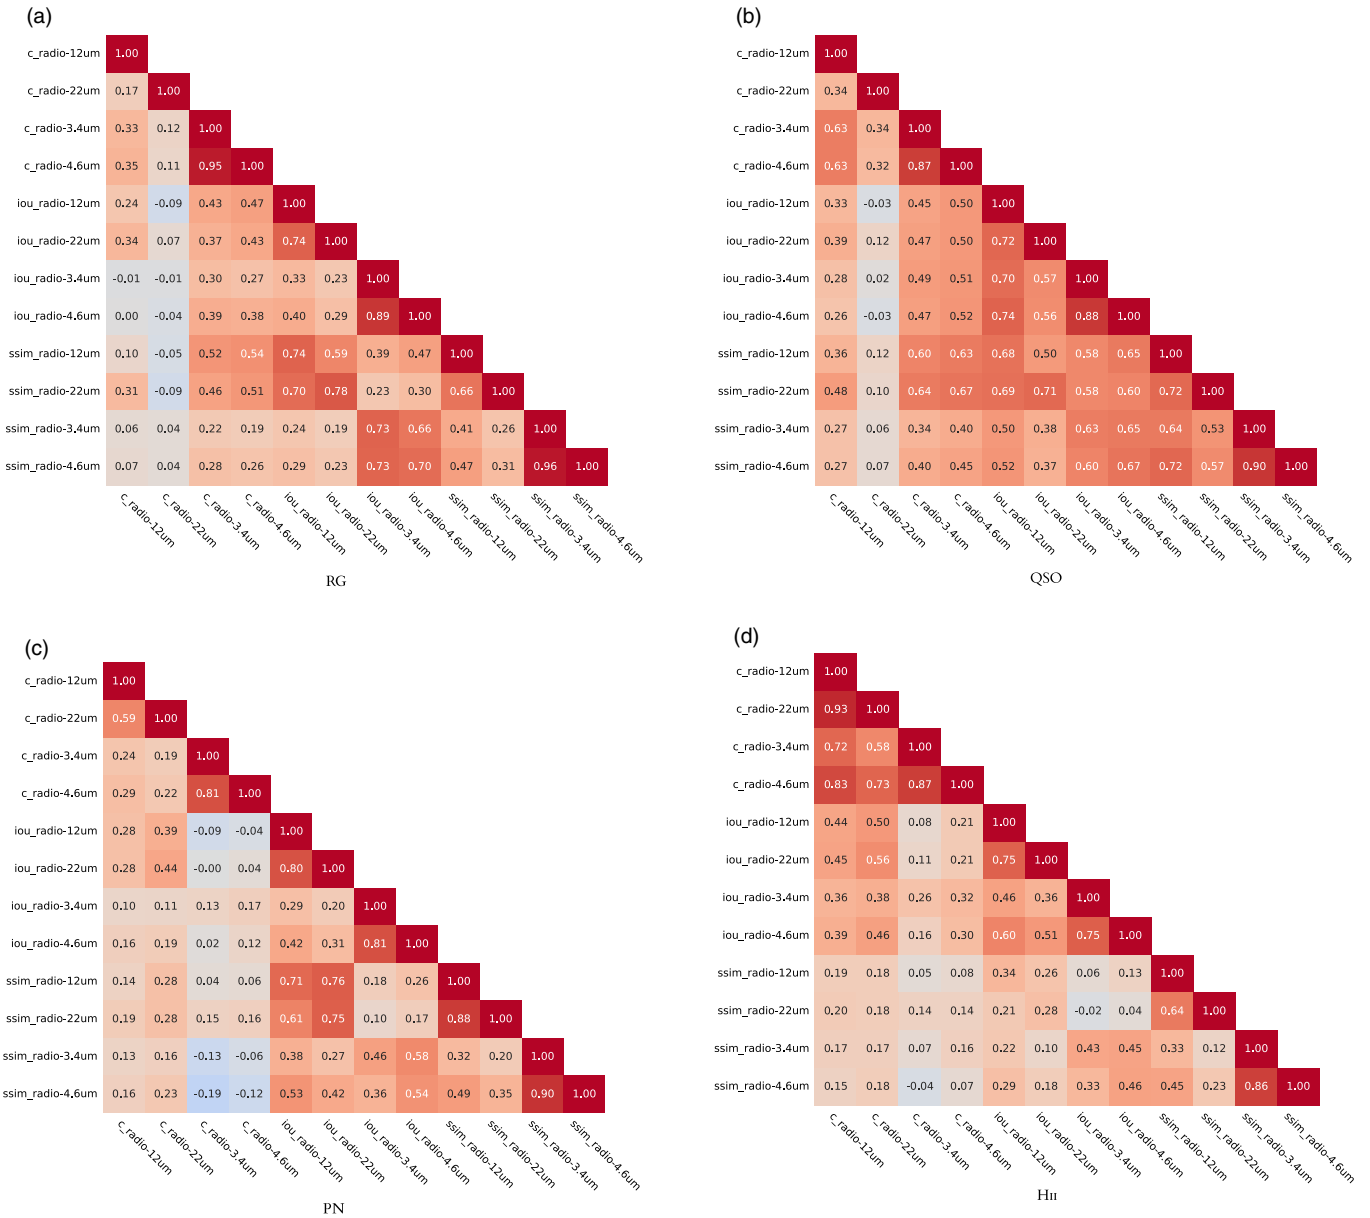 (a)
c_radio-12um 1.00
c_radio-22um 0.17 1.00
c_radio-3.4um 0.33 0.12 1.00
c_radio-4.6um 0.35 0.11 0.95 1.00
iou_radio-12um 0.24 -0.09 0.43 0.47 1.00
iou_radio-22um 0.34 0.07 0.37 0.43 0.74 1.00
iou_radio-3.4um -0.01 -0.01 0.30 0.27 0.33 0.23 1.00
iou_radio-4.6um 0.00 -0.04 0.39 0.38 0.40 0.29 0.89 1.00
ssim_radio-12um 0.10 -0.05 0.52 0.54 0.74 0.59 0.39 0.47 1.00
ssim_radio-22um 0.31 -0.09 0.46 0.51 0.70 0.78 0.23 0.30 0.66 1.00
ssim_radio-3.4um 0.06 0.04 0.22 0.19 0.24 0.19 0.73 0.66 0.41 0.26 1.00
ssim_radio-4.6um 0.07 0.04 0.28 0.26 0.29 0.23 0.73 0.70 0.47 0.31 0.96 1.00
c_radio-12um c_radio-22um c_radio-3.4um c_radio-4.6um iou_radio-12um iou_radio-22um iou_radio-3.4um iou_radio-4.6um ssim_radio-12um ssim_radio-22um ssim_radio-3.4um ssim_radio-4.6um
RG
(b)
c_radio-12um 1.00
c_radio-22um 0.34 1.00
c_radio-3.4um 0.63 0.34 1.00
c_radio-4.6um 0.63 0.32 0.87 1.00
iou_radio-12um 0.33 -0.03 0.45 0.50 1.00
iou_radio-22um 0.39 0.12 0.47 0.50 0.72 1.00
iou_radio-3.4um 0.28 0.02 0.49 0.51 0.70 0.57 1.00
iou_radio-4.6um 0.26 -0.03 0.47 0.52 0.74 0.56 0.88 1.00
ssim_radio-12um 0.36 0.12 0.60 0.63 0.68 0.50 0.58 0.65 1.00
ssim_radio-22um 0.48 0.10 0.64 0.67 0.69 0.71 0.58 0.60 0.72 1.00
ssim_radio-3.4um 0.27 0.06 0.34 0.40 0.50 0.38 0.63 0.65 0.64 0.53 1.00
ssim_radio-4.6um 0.27 0.07 0.40 0.45 0.52 0.37 0.60 0.67 0.72 0.57 0.90 1.00
c_radio-12um c_radio-22um c_radio-3.4um c_radio-4.6um iou_radio-12um iou_radio-22um iou_radio-3.4um iou_radio-4.6um ssim_radio-12um ssim_radio-22um ssim_radio-3.4um ssim_radio-4.6um
QSO
(c)
c_radio-12um 1.00
c_radio-22um 0.59 1.00
c_radio-3.4um 0.24 0.19 1.00
c_radio-4.6um 0.29 0.22 0.81 1.00
iou_radio-12um 0.28 0.39 -0.09 -0.04 1.00
iou_radio-22um 0.28 0.44 -0.00 0.04 0.80 1.00
iou_radio-3.4um 0.10 0.11 0.13 0.17 0.29 0.20 1.00
iou_radio-4.6um 0.16 0.19 0.02 0.12 0.42 0.31 0.81 1.00
ssim_radio-12um 0.14 0.28 0.04 0.06 0.71 0.76 0.18 0.26 1.00
ssim_radio-22um 0.19 0.28 0.15 0.16 0.61 0.75 0.10 0.17 0.88 1.00
ssim_radio-3.4um 0.13 0.16 -0.13 -0.06 0.38 0.27 0.46 0.58 0.32 0.20 1.00
ssim_radio-4.6um 0.16 0.23 -0.19 -0.12 0.53 0.42 0.36 0.54 0.49 0.35 0.90 1.00
c_radio-12um c_radio-22um c_radio-3.4um c_radio-4.6um iou_radio-12um iou_radio-22um iou_radio-3.4um iou_radio-4.6um ssim_radio-12um ssim_radio-22um ssim_radio-3.4um ssim_radio-4.6um
PN
(d)
c_radio-12um 1.00
c_radio-22um 0.93 1.00
c_radio-3.4um 0.72 0.58 1.00
c_radio-4.6um 0.83 0.73 0.87 1.00
iou_radio-12um 0.44 0.50 0.08 0.21 1.00
iou_radio-22um 0.45 0.56 0.11 0.21 0.75 1.00
iou_radio-3.4um 0.36 0.38 0.26 0.32 0.46 0.36 1.00
iou_radio-4.6um 0.39 0.46 0.16 0.30 0.60 0.51 0.75 1.00
ssim_radio-12um 0.19 0.18 0.05 0.08 0.34 0.26 0.06 0.13 1.00
ssim_radio-22um 0.20 0.18 0.14 0.14 0.21 0.28 -0.02 0.04 0.64 1.00
ssim_radio-3.4um 0.17 0.17 0.07 0.16 0.22 0.10 0.43 0.45 0.33 0.12 1.00
ssim_radio-4.6um 0.15 0.18 -0.04 0.07 0.29 0.18 0.33 0.46 0.45 0.23 0.86 1.00
c_radio-12um c_radio-22um c_radio-3.4um c_radio-4.6um iou_radio-12um iou_radio-22um iou_radio-3.4um iou_radio-4.6um ssim_radio-12um ssim_radio-22um ssim_radio-3.4um ssim_radio-4.6um
HII